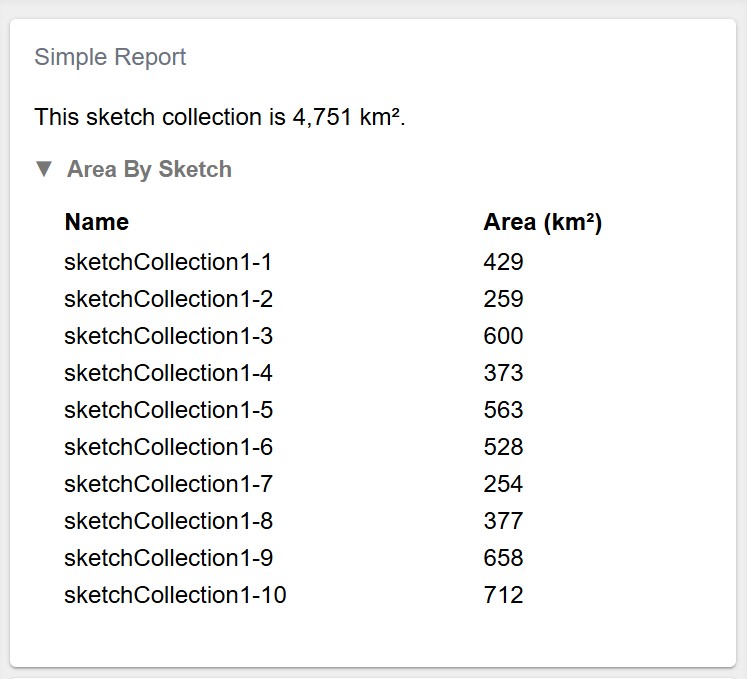 Simple Report
This sketch collection is 4,751 km².
▼ Area By Sketch
Name Area (km²)
sketchCollection1-1 429
sketchCollection1-2 259
sketchCollection1-3 600
sketchCollection1-4 373
sketchCollection1-5 563
sketchCollection1-6 528
sketchCollection1-7 254
sketchCollection1-8 377
sketchCollection1-9 658
sketchCollection1-10 712